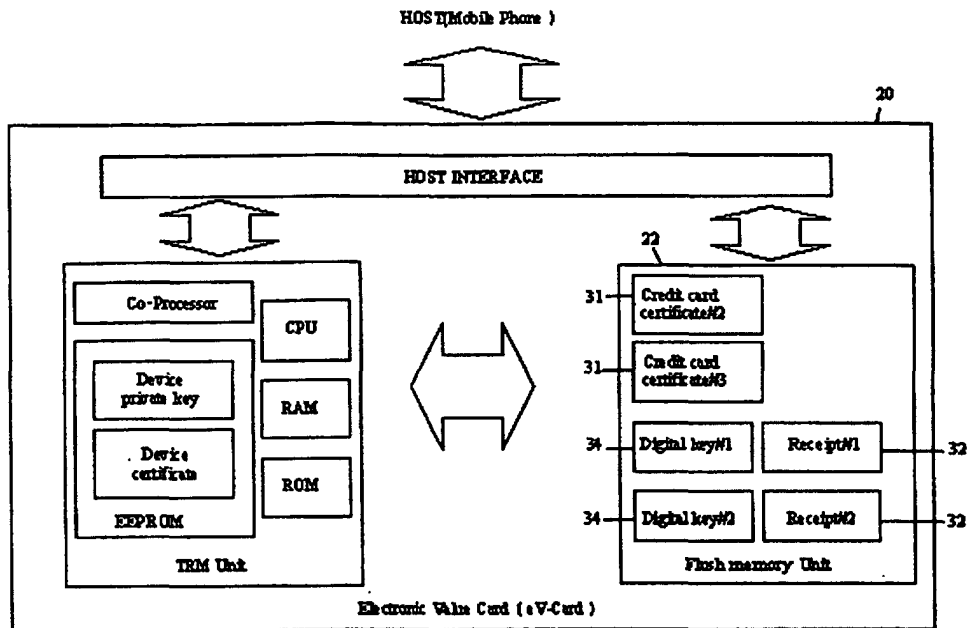 HOST(Mobile Phone)
20
HOST INTERFACE
22
Co-Processor
CPU
Device
private key
RAM
Device
certificate
ROM
EEPROM
TRM Unit
31
Credit card
certificate#2
31
Credit card
certificate#3
34
Digital key#1
Receipt#1
32
34
Digital key#2
Receipt#2
32
Flash memory Unit
Electronic Value Card (eV-Card)